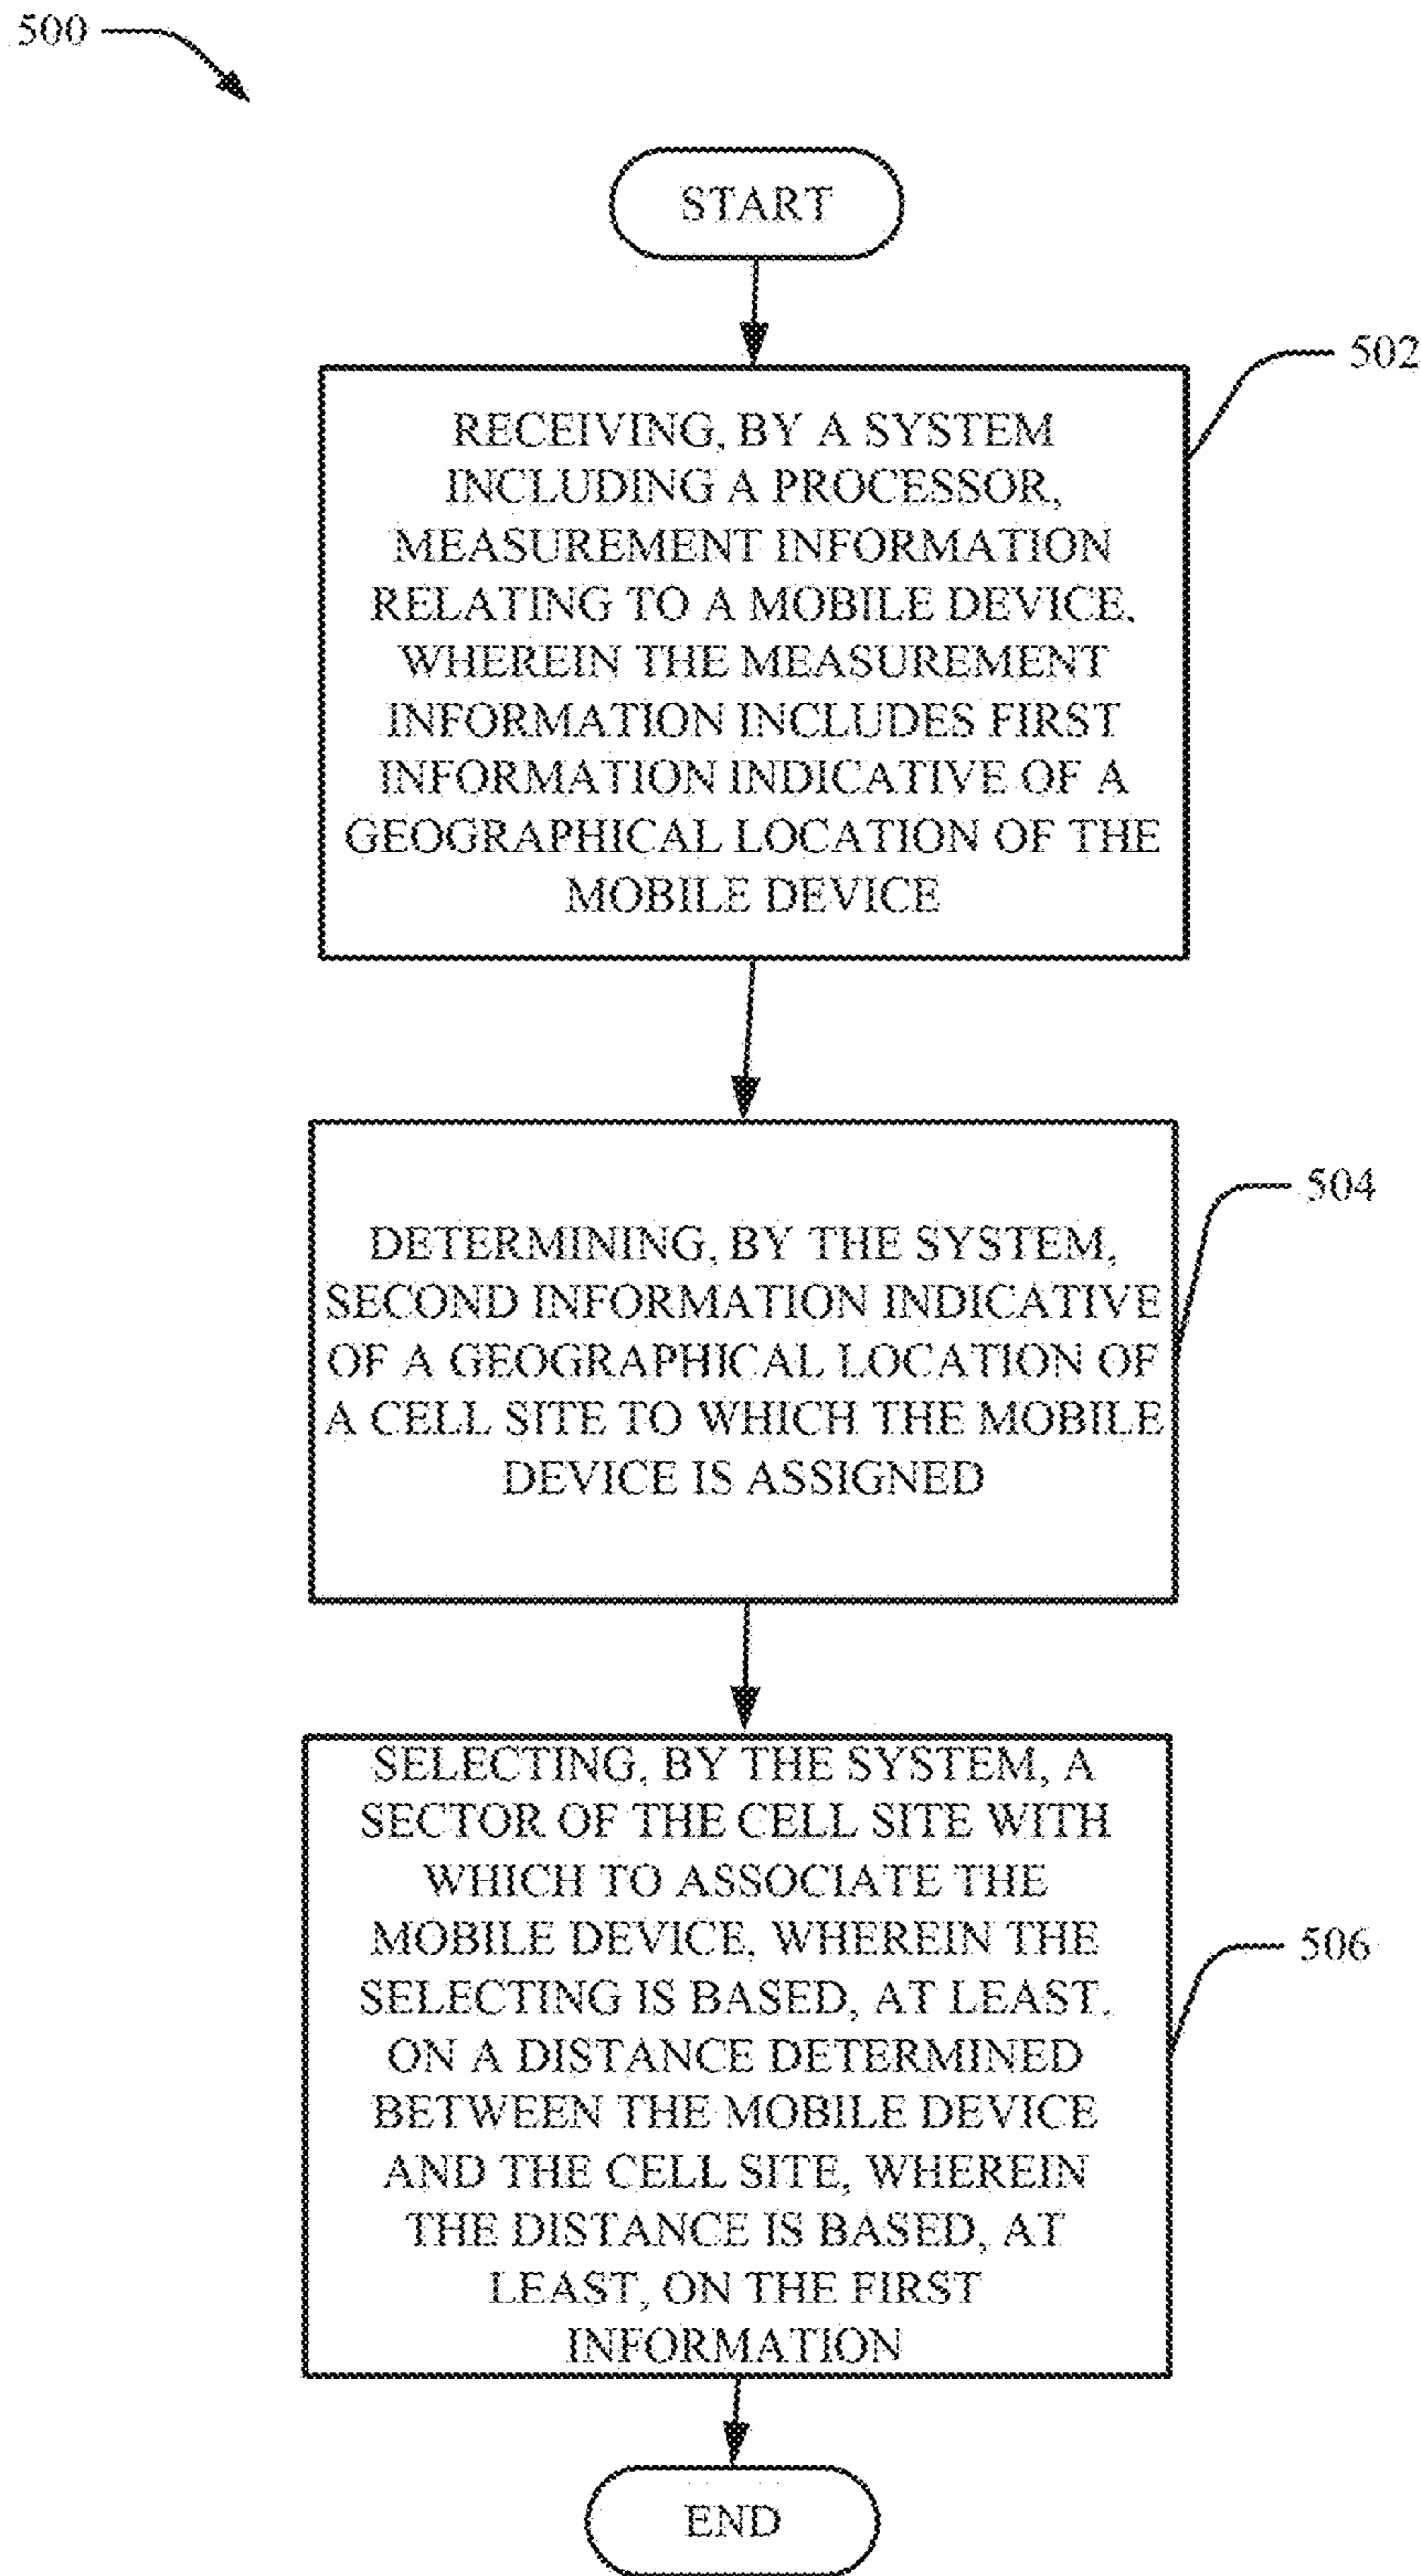 500
START
502
RECEIVING, BY A SYSTEM
INCLUDING A PROCESSOR,
MEASUREMENT INFORMATION
RELATING TO A MOBILE DEVICE,
WHEREIN THE MEASUREMENT
INFORMATION INCLUDES FIRST
INFORMATION INDICATIVE OF A
GEOGRAPHICAL LOCATION OF THE
MOBILE DEVICE
504
DETERMINING, BY THE SYSTEM,
SECOND INFORMATION INDICATIVE
OF A GEOGRAPHICAL LOCATION OF
A CELL SITE TO WHICH THE MOBILE
DEVICE IS ASSIGNED
SELECTING, BY THE SYSTEM, A
SECTOR OF THE CELL SITE WITH
WHICH TO ASSOCIATE THE
MOBILE DEVICE, WHEREIN THE
506
SELECTING IS BASED, AT LEAST,
ON A DISTANCE DETERMINED
BETWEEN THE MOBILE DEVICE
AND THE CELL SITE, WHEREIN
THE DISTANCE IS BASED, AT
LEAST, ON THE FIRST
INFORMATION
END